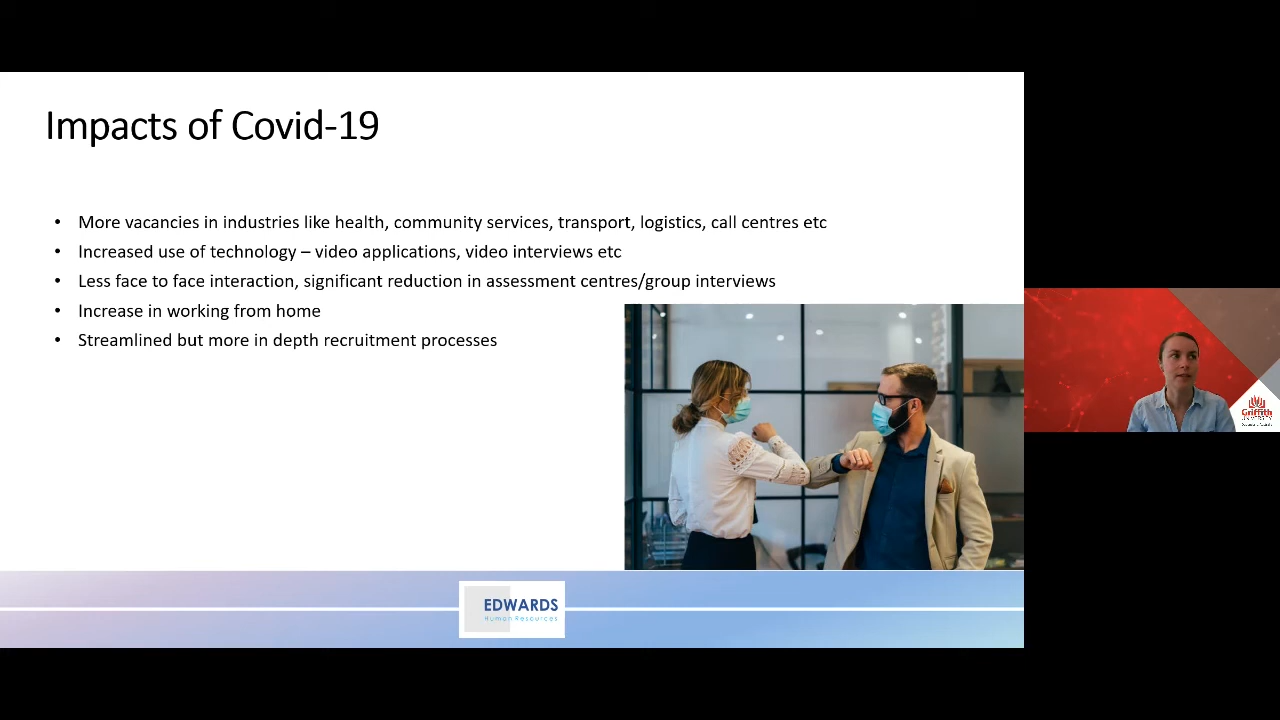 Impacts of Covid-19
• More vacancies in industries like health, community services, transport, logistics, call centres etc
• Increased use of technology – video applications, video interviews etc
• Less face to face interaction, significant reduction in assessment centres/group interviews
• Increase in working from home
• Streamlined but more in depth recruitment processes
EDWARDS
Human Resources
Griffith
UNIVERSITY